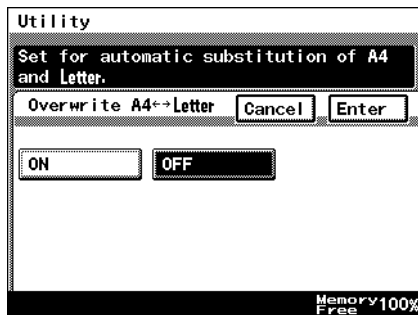 Utility
Set for automatic substitution of A4
and Letter.
Overwrite A4↔Letter Cancel Enter
ON OFF
Memory
Free 100%